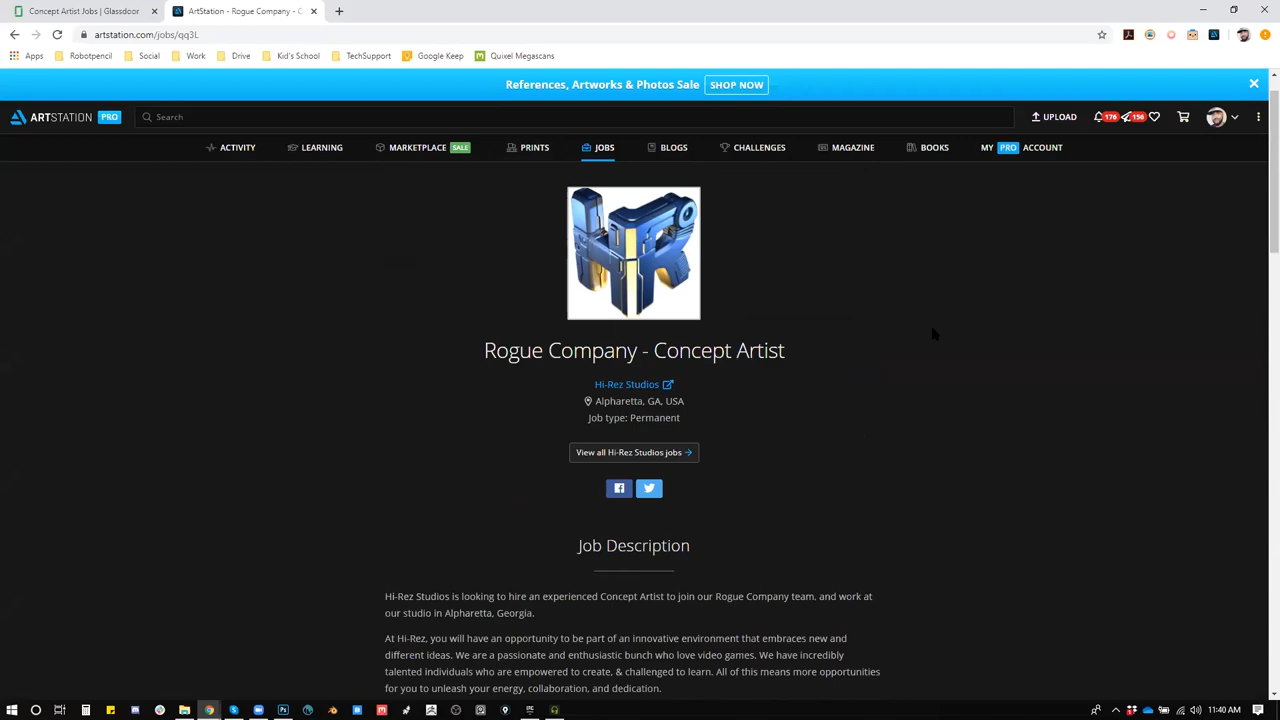 Concept Artist Jobs | Glassdoor
ArtStation - Rogue Company - C
artstation.com/jobs/qq3L
Apps Robotpencil Social Work Drive Kid's School TechSupport Google Keep Quixel Megascans
References, Artworks & Photos Sale SHOP NOW
ARTSTATION PRO Search UPLOAD 176 156
ACTIVITY LEARNING MARKETPLACE SALE PRINTS JOBS BLOGS CHALLENGES MAGAZINE BOOKS MY PRO ACCOUNT
Rogue Company - Concept Artist
Hi-Rez Studios
Alpharetta, GA, USA
Job type: Permanent
View all Hi-Rez Studios jobs
Job Description
Hi-Rez Studios is looking to hire an experienced Concept Artist to join our Rogue Company team, and work at
our studio in Alpharetta, Georgia.
At Hi-Rez, you will have an opportunity to be part of an innovative environment that embraces new and
different ideas. We are a passionate and enthusiastic bunch who love video games. We have incredibly
talented individuals who are empowered to create, & challenged to learn. All of this means more opportunities
for you to unleash your energy, collaboration, and dedication.
11:40 AM